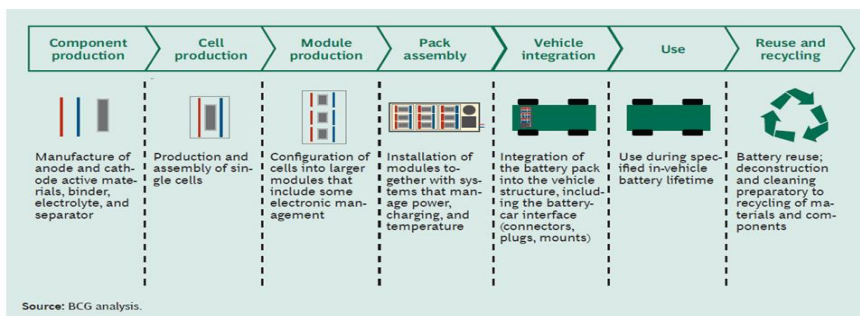 Component
production
Cell
production
Module
production
Pack
assembly
Vehicle
integration
Use
Reuse and
recycling
Manufacture of
anode and cath-
ode active mate-
rials, binder,
electrolyte, and
separator
Production and
assembly of sin-
gle cells
Configuration of
cells into larger
modules that
include some
electronic man-
agement
Installation of
modules to-
gether with sys-
tems that man-
age power,
charging, and
temperature
Integration of
the battery pack
into the vehicle
structure, includ-
ing the battery-
car interface
(connectors,
plugs, mounts)
Use during spec-
ified in-vehicle
battery lifetime
Battery reuse;
deconstruction
and cleaning
preparatory to
recycling of ma-
terials and com-
ponents
Source: BCG analysis.